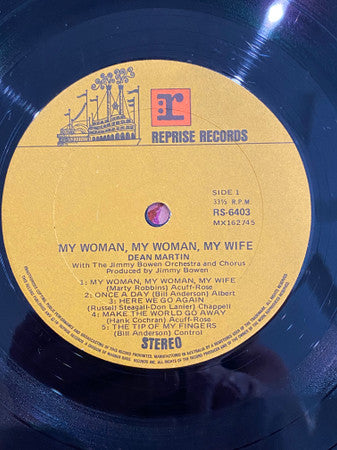 r
REPRISE RECORDS
SIDE 1
33⅓ R.P.M.
RS-6403
MX162745
MY WOMAN, MY WOMAN, MY WIFE
DEAN MARTIN
With The Jimmy Bowen Orchestra and Chorus
Produced by Jimmy Bowen
1: MY WOMAN, MY WOMAN, MY WIFE
(Marty Robbins) Acuff-Rose
2: ONCE A DAY (Bill Anderson) Albert
3: HERE WE GO AGAIN
(Russell Steagall-Don Lanier) Chappell
4: MAKE THE WORLD GO AWAY
(Hank Cochran) Acuff-Rose
5: THE TIP OF MY FINGERS
(Bill Anderson) Control
STEREO